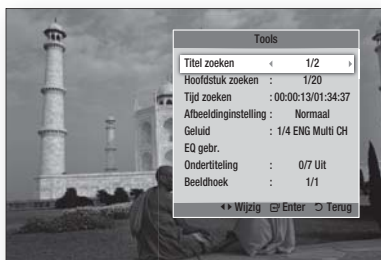 Tools
Titel zoeken ◂ 1/2 ▸
Hoofdstuk zoeken : 1/20
Tijd zoeken : 00:00:13/01:34:37
Afbeeldinginstelling : Normaal
Geluid : 1/4 ENG Multi CH
EQ gebr.
Ondertiteling : 0/7 Uit
Beeldhoek : 1/1
◂▸ Wijzig Enter Terug